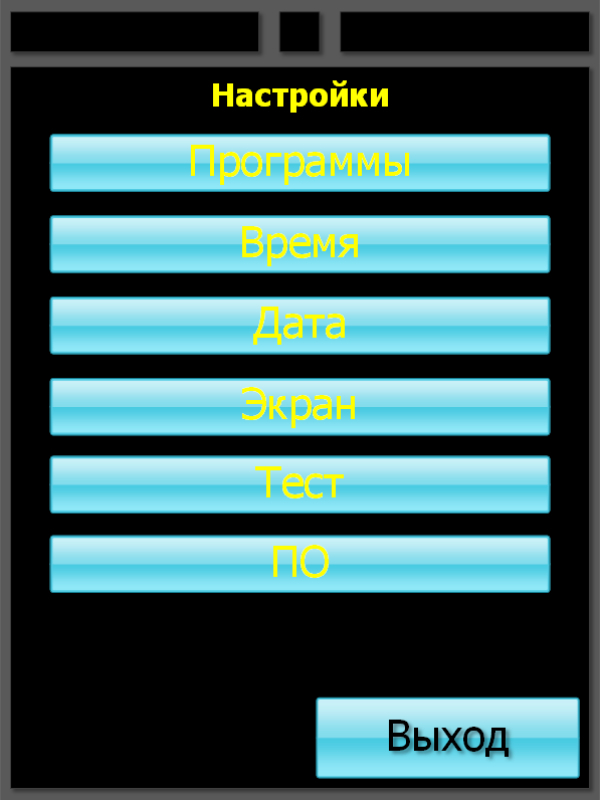 Настройки
Программы
Время
Дата
Экран
Тест
ПО
Выход